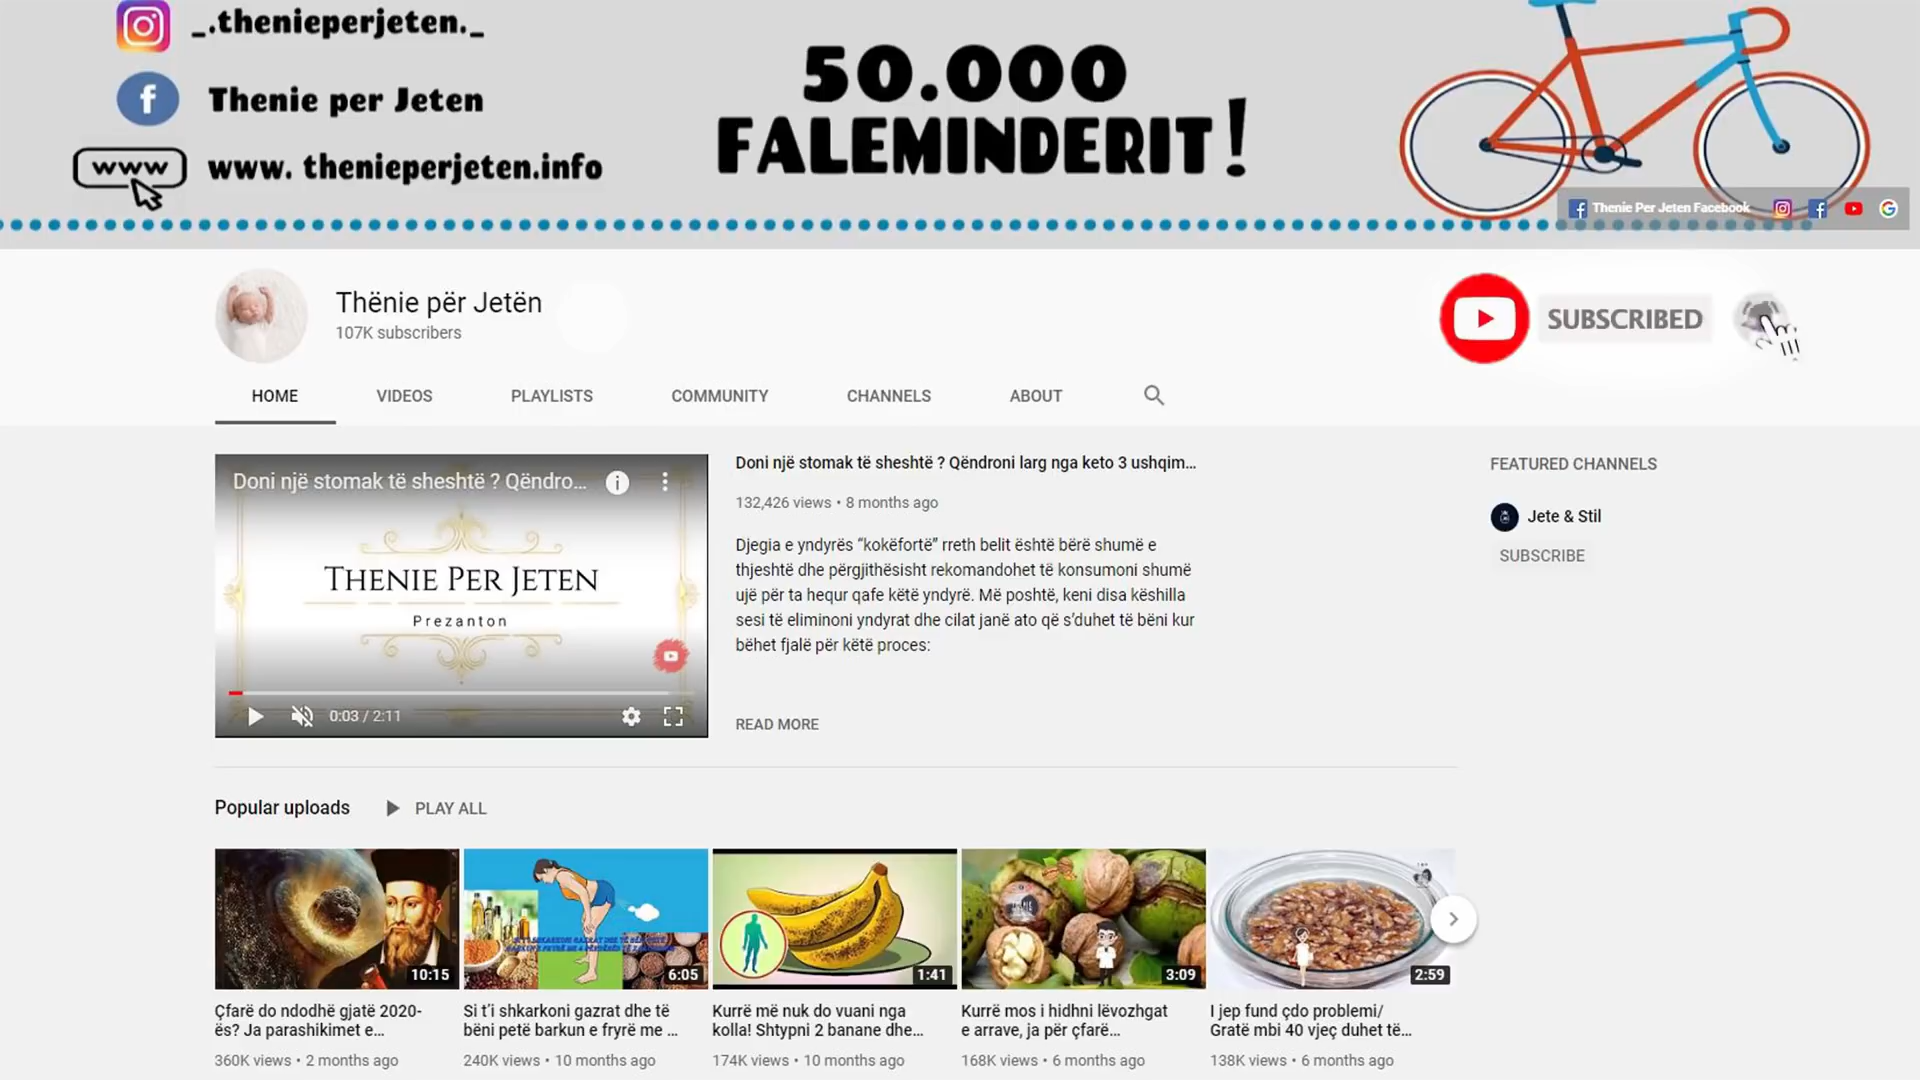 _.thenieperjeten._
Thenie per Jeten
www
www. thenieperjeten.info
50.000
FALEMINDERIT!
Thenie Per Jeten Facebook
Thënie për Jetën
107K subscribers
SUBSCRIBED
HOME
VIDEOS
PLAYLISTS
COMMUNITY
CHANNELS
ABOUT
Doni një stomak të sheshtë ? Qëndro...
THENIE PER JETEN
Prezanton
0:03 / 2:11
Doni një stomak të sheshtë ? Qëndroni larg nga keto 3 ushqim...
132,426 views • 8 months ago
Djegia e yndyrës “kokëfortë” rreth belit është bërë shumë e
thjeshtë dhe përgjithësisht rekomandohet të konsumoni shumë
ujë për ta hequr qafe këtë yndyrë. Më poshtë, keni disa këshilla
sesi të eliminoni yndyrat dhe cilat janë ato që s’duhet të bëni kur
bëhet fjalë për këtë proces:
READ MORE
FEATURED CHANNELS
Jete & Stil
SUBSCRIBE
Popular uploads
PLAY ALL
10:15
Çfarë do ndodhë gjatë 2020-
ës? Ja parashikimet e...
360K views • 2 months ago
6:05
Si t’i shkarkoni gazrat dhe të
bëni petë barkun e fryrë me ...
240K views • 10 months ago
1:41
Kurrë më nuk do vuani nga
kolla! Shtypni 2 banane dhe...
174K views • 10 months ago
3:09
Kurrë mos i hidhni lëvozhgat
e arrave, ja për çfarë...
168K views • 6 months ago
2:59
I jep fund çdo problemi/
Gratë mbi 40 vjeç duhet të...
138K views • 6 months ago